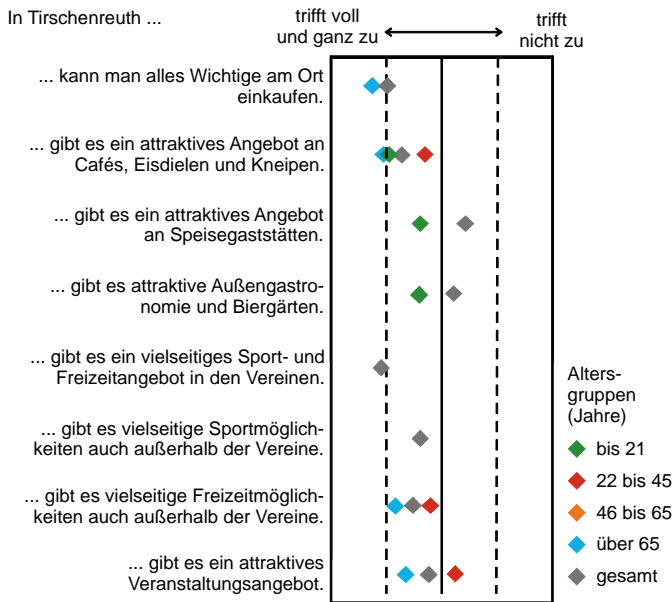 In Tirschenreuth ...
trifft voll
und ganz zu
trifft
nicht zu
... kann man alles Wichtige am Ort
einkaufen.
... gibt es ein attraktives Angebot an
Cafés, Eisdielen und Kneipen.
... gibt es ein attraktives Angebot
an Speisegaststätten.
... gibt es attraktive Außengastro-
nomie und Biergärten.
... gibt es ein vielseitiges Sport- und
Freizeitangebot in den Vereinen.
... gibt es vielseitige Sportmöglich-
keiten auch außerhalb der Vereine.
... gibt es vielseitige Freizeitmöglich-
keiten auch außerhalb der Vereine.
... gibt es ein attraktives
Veranstaltungsangebot.
Alters-
gruppen
(Jahre)
bis 21
22 bis 45
46 bis 65
über 65
gesamt